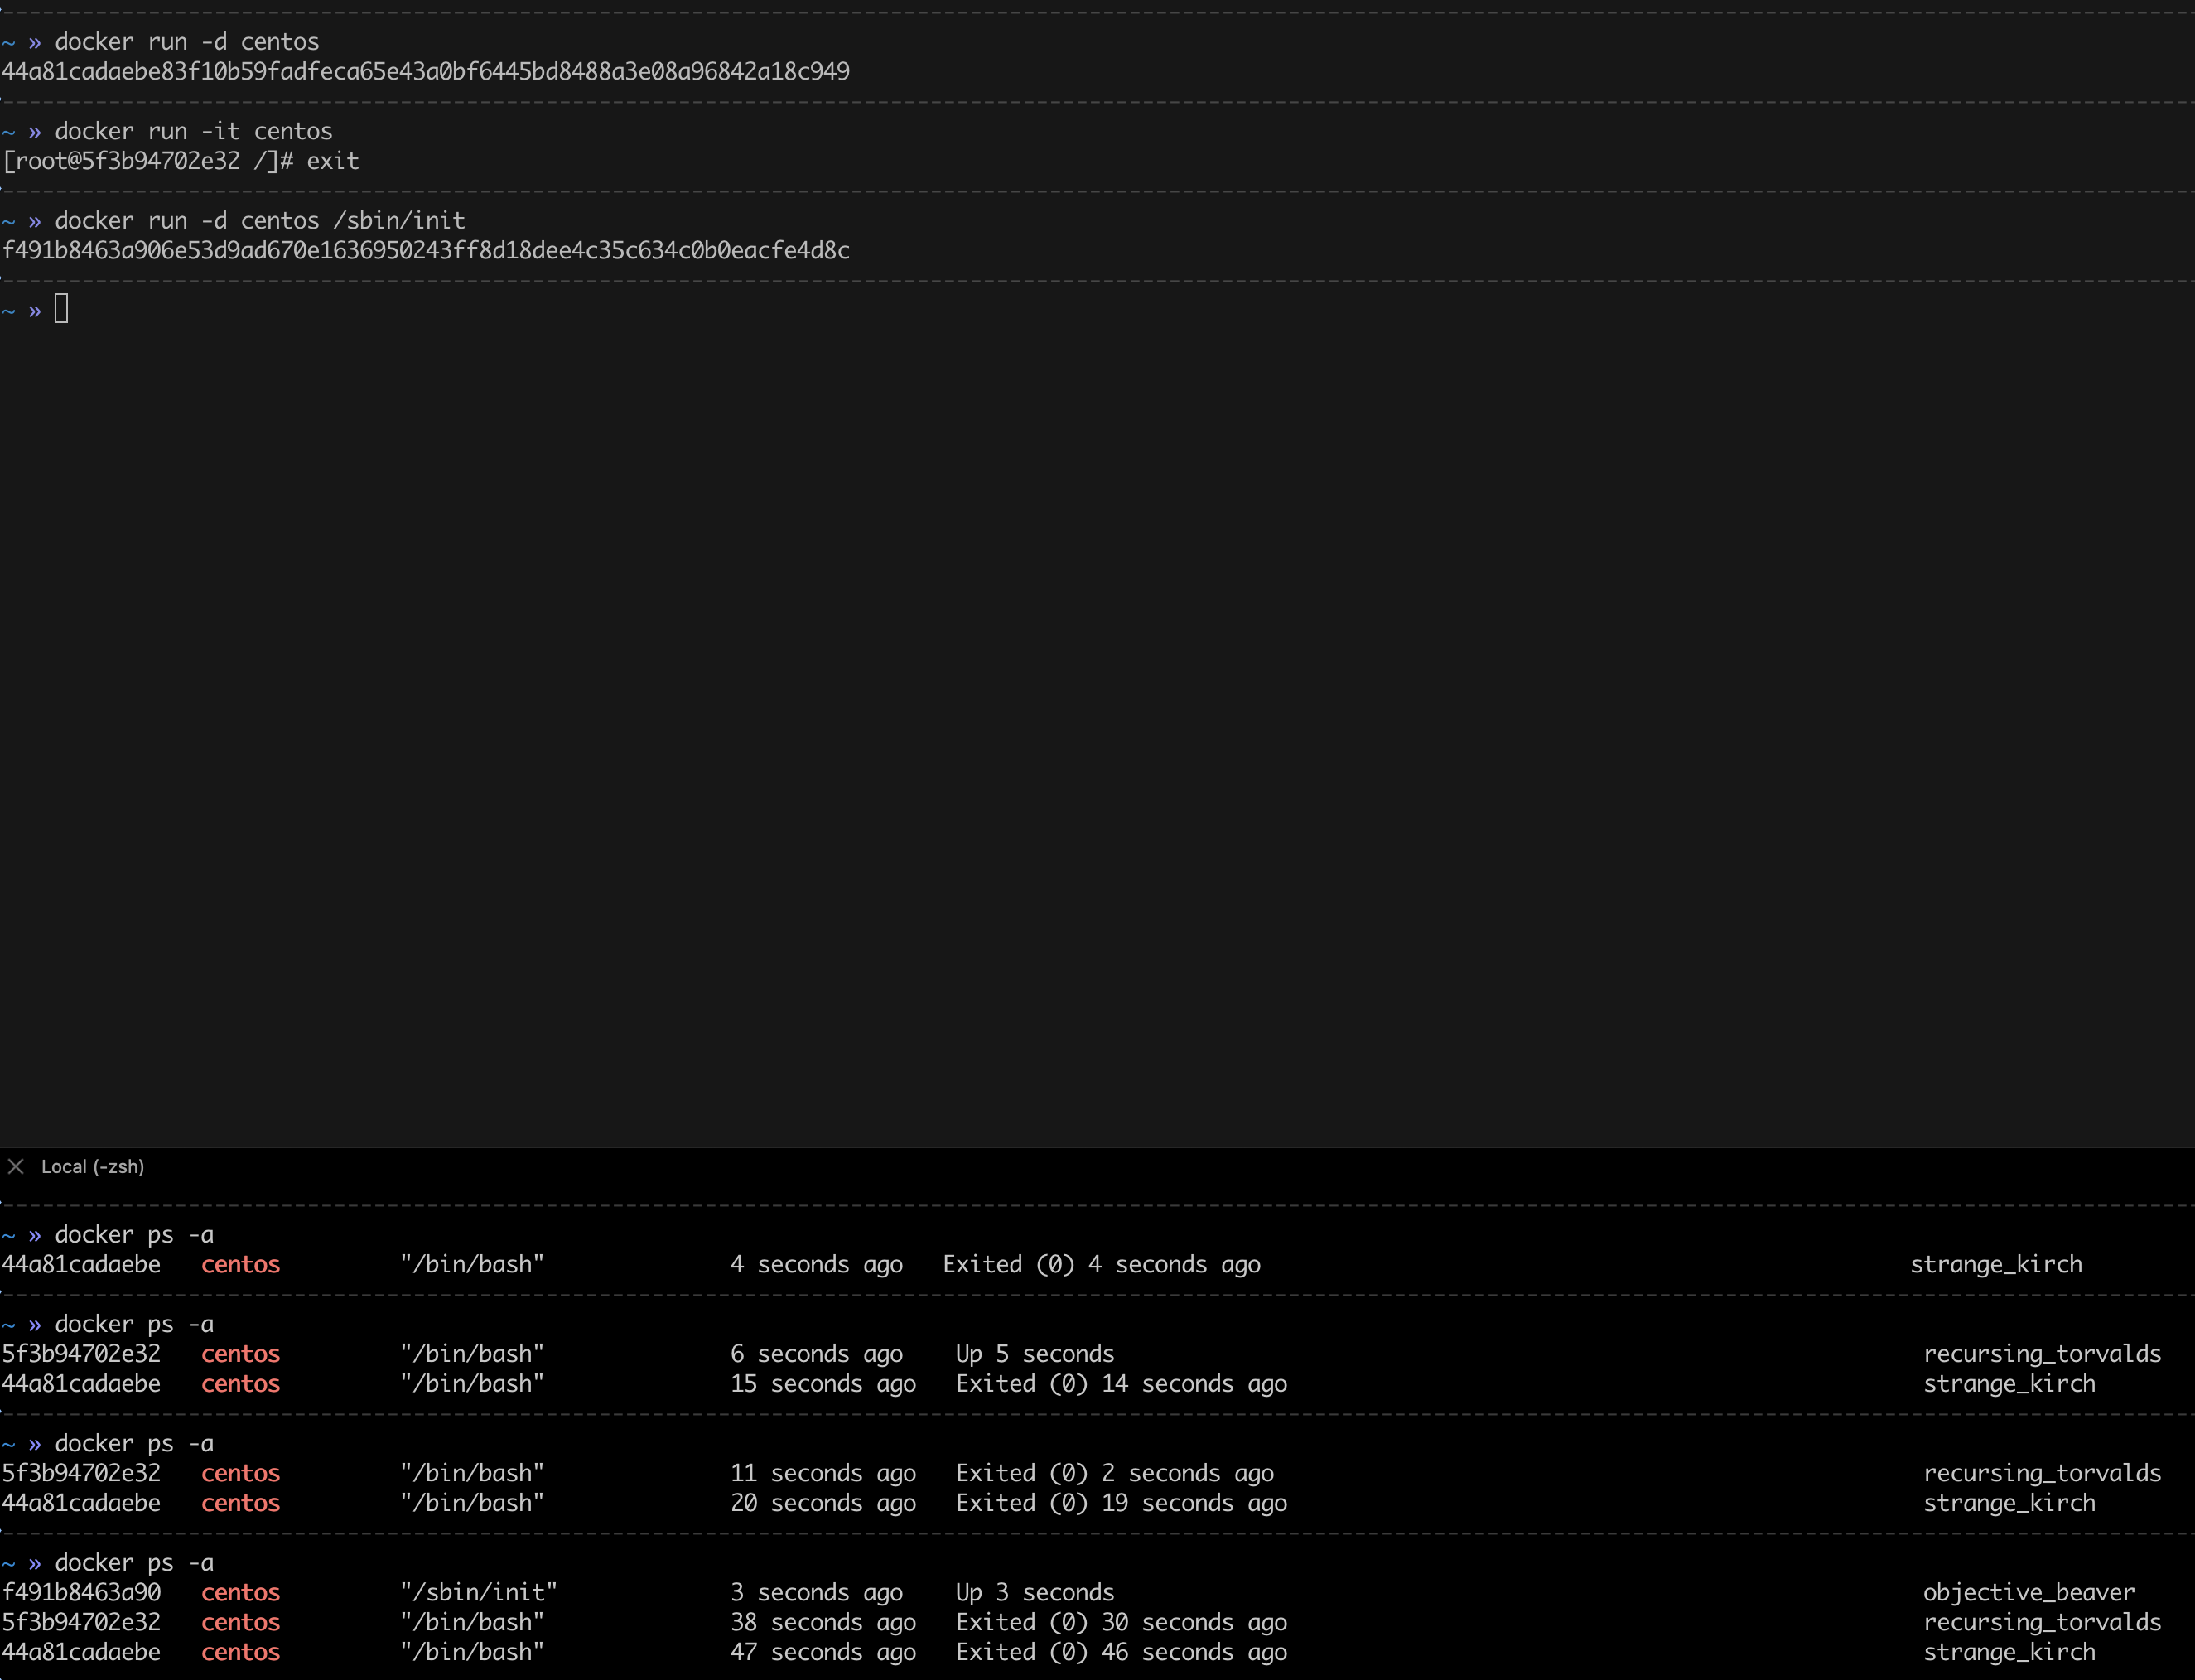 ~ » docker run -d centos
44a81cadaebe83f10b59fadfeca65e43a0bf6445bd8488a3e08a96842a18c949
~ » docker run -it centos
[root@5f3b94702e32 /]# exit
~ » docker run -d centos /sbin/init
f491b8463a906e53d9ad670e1636950243ff8d18dee4c35c634c0b0eacfe4d8c
~ »
Local (-zsh)
~ » docker ps -a
44a81cadaebe centos "/bin/bash" 4 seconds ago Exited (0) 4 seconds ago strange_kirch
~ » docker ps -a
5f3b94702e32 centos "/bin/bash" 6 seconds ago Up 5 seconds recursing_torvalds
44a81cadaebe centos "/bin/bash" 15 seconds ago Exited (0) 14 seconds ago strange_kirch
~ » docker ps -a
5f3b94702e32 centos "/bin/bash" 11 seconds ago Exited (0) 2 seconds ago recursing_torvalds
44a81cadaebe centos "/bin/bash" 20 seconds ago Exited (0) 19 seconds ago strange_kirch
~ » docker ps -a
f491b8463a90 centos "/sbin/init" 3 seconds ago Up 3 seconds objective_beaver
5f3b94702e32 centos "/bin/bash" 38 seconds ago Exited (0) 30 seconds ago recursing_torvalds
44a81cadaebe centos "/bin/bash" 47 seconds ago Exited (0) 46 seconds ago strange_kirch